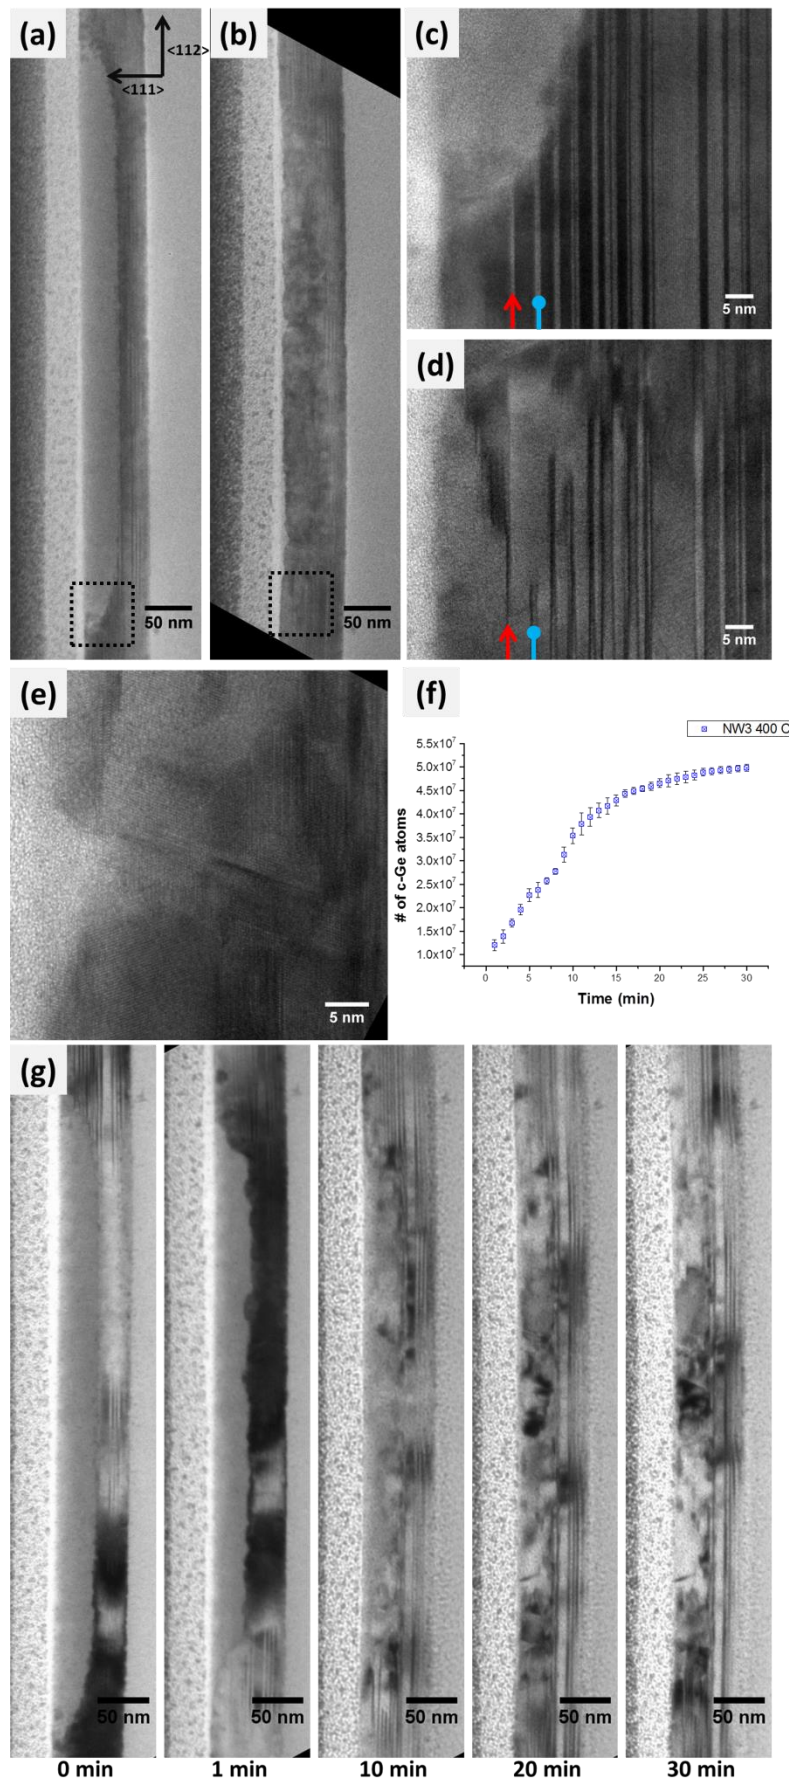 (a)
<112>
<111>
50 nm
(b)
50 nm
(c)
5 nm
(d)
5 nm
(e)
5 nm
(f)
NW3 400 C
5.5x10⁷
5.0x10⁷
4.5x10⁷
4.0x10⁷
3.5x10⁷
3.0x10⁷
2.5x10⁷
2.0x10⁷
1.5x10⁷
1.0x10⁷
# of c-Ge atoms
0 5 10 15 20 25 30
Time (min)
(g)
50 nm 50 nm 50 nm 50 nm 50 nm
0 min 1 min 10 min 20 min 30 min